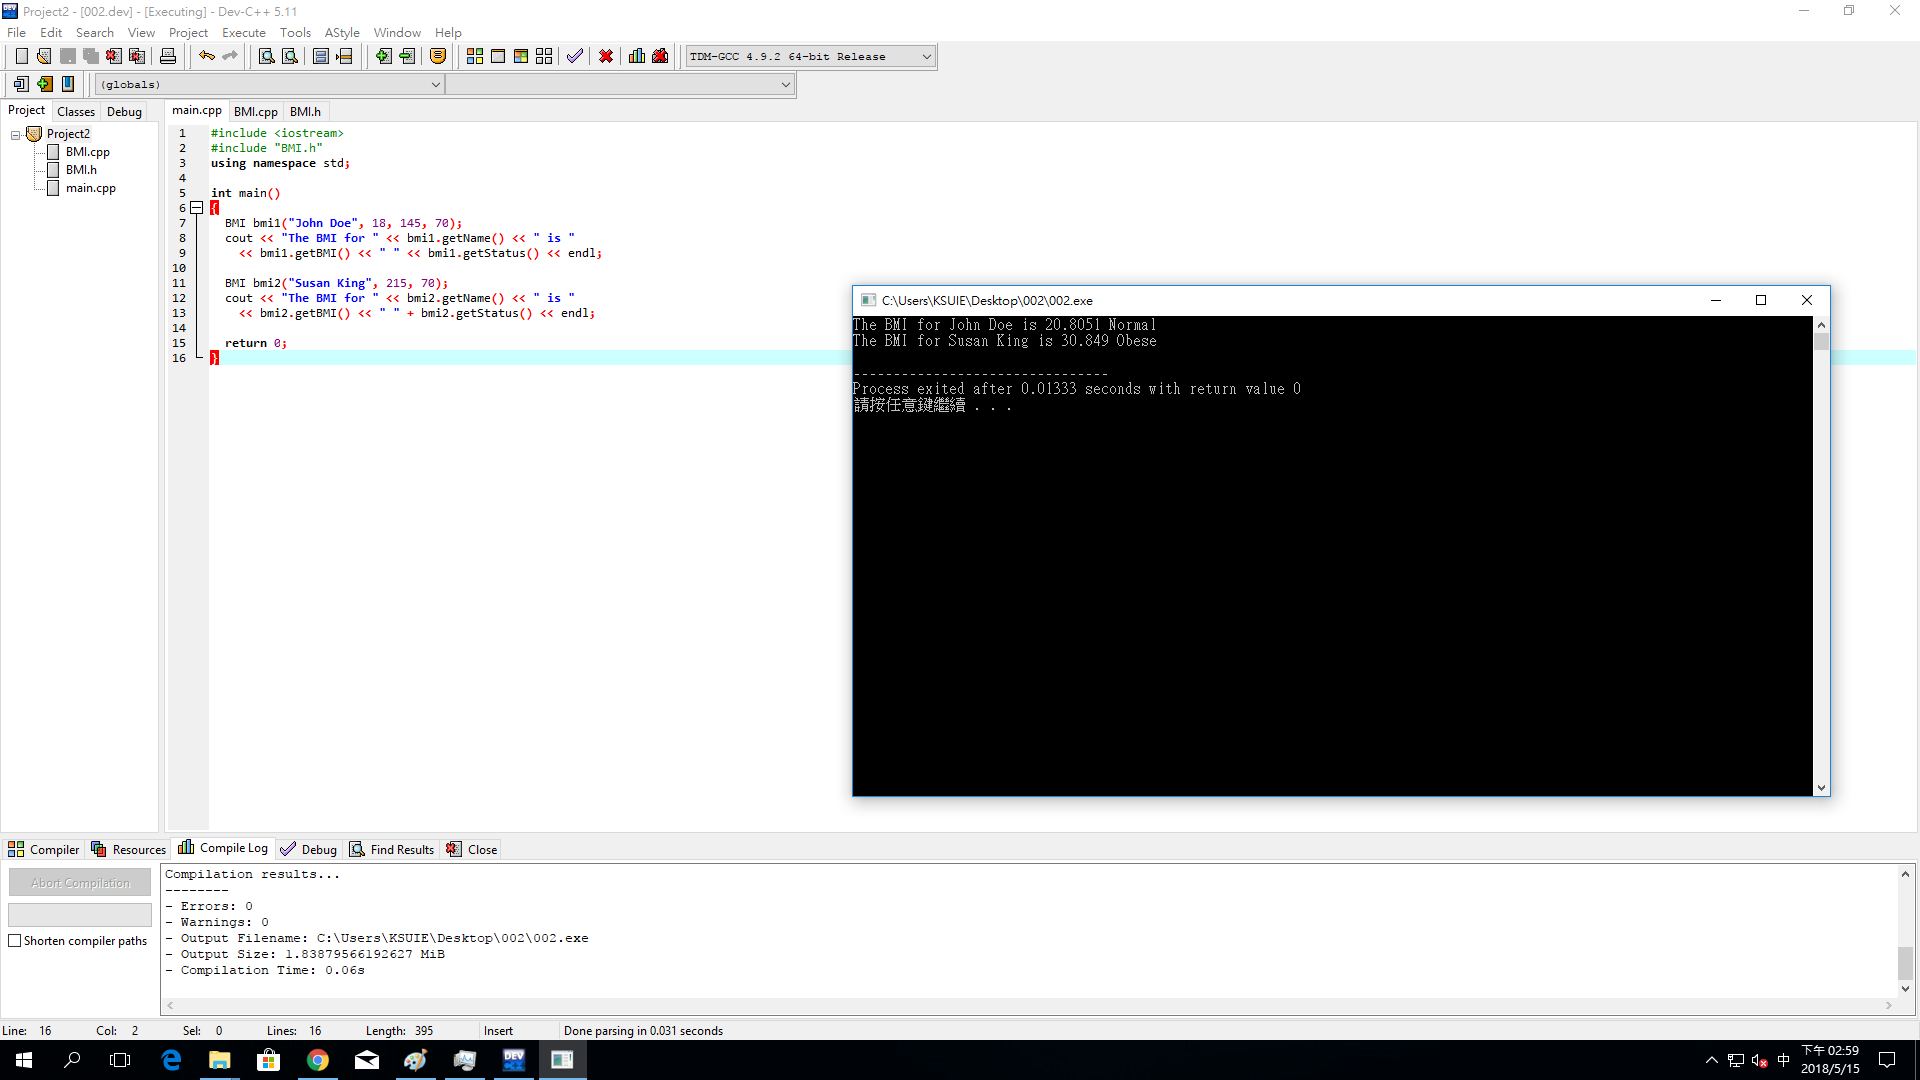 Project2 - [002.dev] - [Executing] - Dev-C++ 5.11
File Edit Search View Project Execute Tools AStyle Window Help
TDM-GCC 4.9.2 64-bit Release
(globals)
Project Classes Debug
main.cpp BMI.cpp BMI.h
Project2
BMI.cpp
BMI.h
main.cpp
1 #include <iostream>
2 #include "BMI.h"
3 using namespace std;
4
5 int main()
6 {
7 BMI bmi1("John Doe", 18, 145, 70);
8 cout << "The BMI for " << bmi1.getName() << " is "
9 << bmi1.getBMI() << " " << bmi1.getStatus() << endl;
10
11 BMI bmi2("Susan King", 215, 70);
12 cout << "The BMI for " << bmi2.getName() << " is "
13 << bmi2.getBMI() << " " + bmi2.getStatus() << endl;
14
15 return 0;
16 }
C:\Users\KSUIE\Desktop\002\002.exe
The BMI for John Doe is 20.8051 Normal
The BMI for Susan King is 30.849 Obese
--------------------------------
Process exited after 0.01333 seconds with return value 0
請按任意鍵繼續 . . .
Compiler Resources Compile Log Debug Find Results Close
Abort Compilation
Shorten compiler paths
Compilation results...
--------
- Errors: 0
- Warnings: 0
- Output Filename: C:\Users\KSUIE\Desktop\002\002.exe
- Output Size: 1.83879566192627 MiB
- Compilation Time: 0.06s
Line: 16 Col: 2 Sel: 0 Lines: 16 Length: 395 Insert Done parsing in 0.031 seconds
DEV
中
下午 02:59
2018/5/15